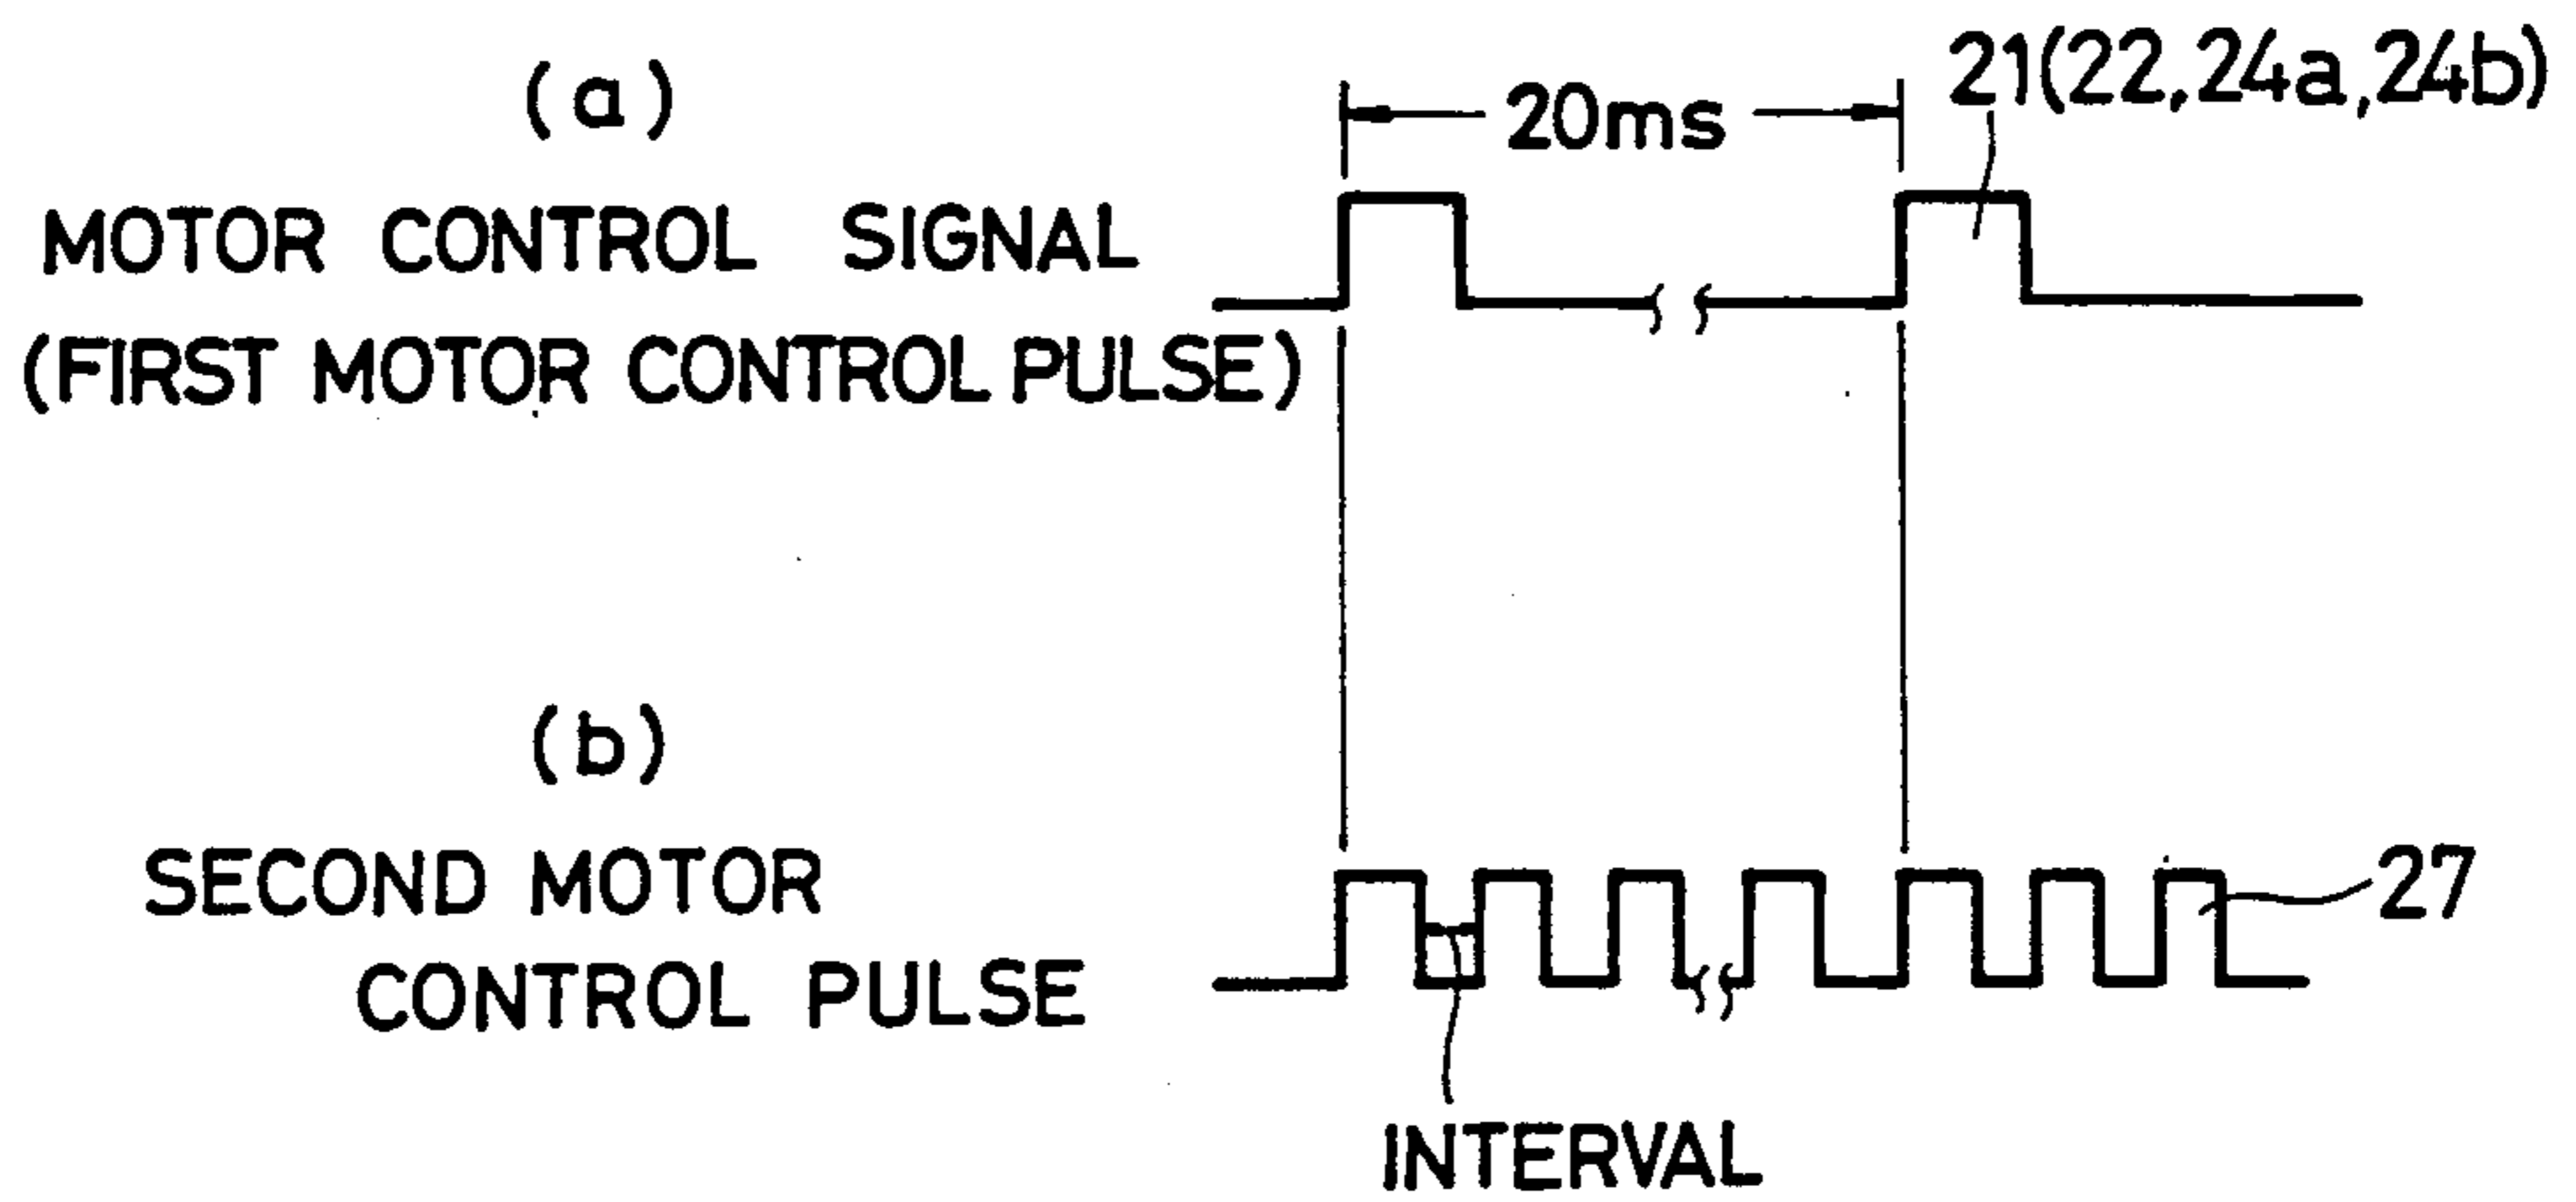 (a)
20ms
21(22,24a,24b)
MOTOR CONTROL SIGNAL
(FIRST MOTOR CONTROL PULSE)
(b)
SECOND MOTOR
CONTROL PULSE
27
INTERVAL